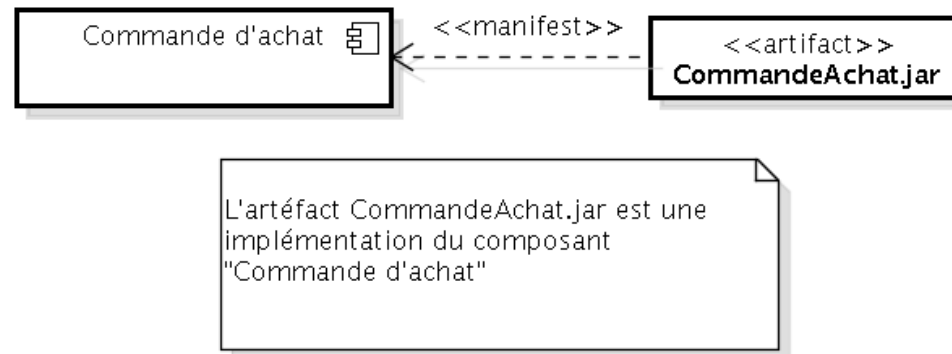 Commande d'achat
<<manifest>>
<<artifact>>
CommandeAchat.jar
L'artéfact CommandeAchat.jar est une
implémentation du composant
"Commande d'achat"